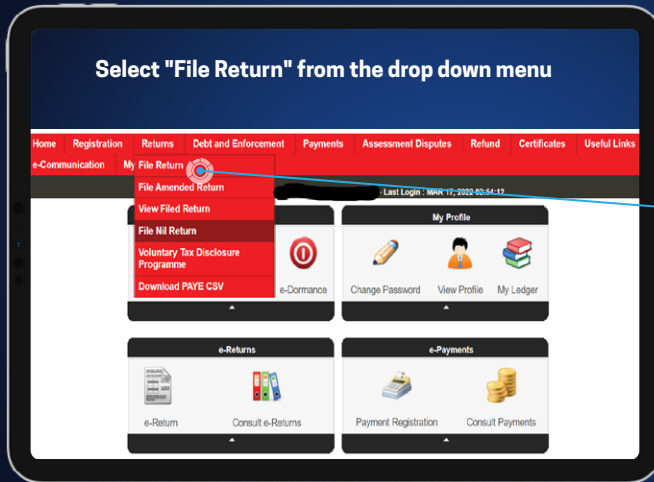 Select "File Return" from the drop down menu
Home Registration Returns Debt and Enforcement Payments Assessment Disputes Refund Certificates Useful Links
e-Communication My
File Return
File Amended Return
View Filed Return
File Nil Return
Voluntary Tax Disclosure
Programme
Download PAYE CSV
- Last Login : MAR 17, 2022 03:54:12
e-Dormance
My Profile
Change Password View Profile My Ledger
e-Returns
e-Return Consult e-Returns
e-Payments
Payment Registration Consult Payments